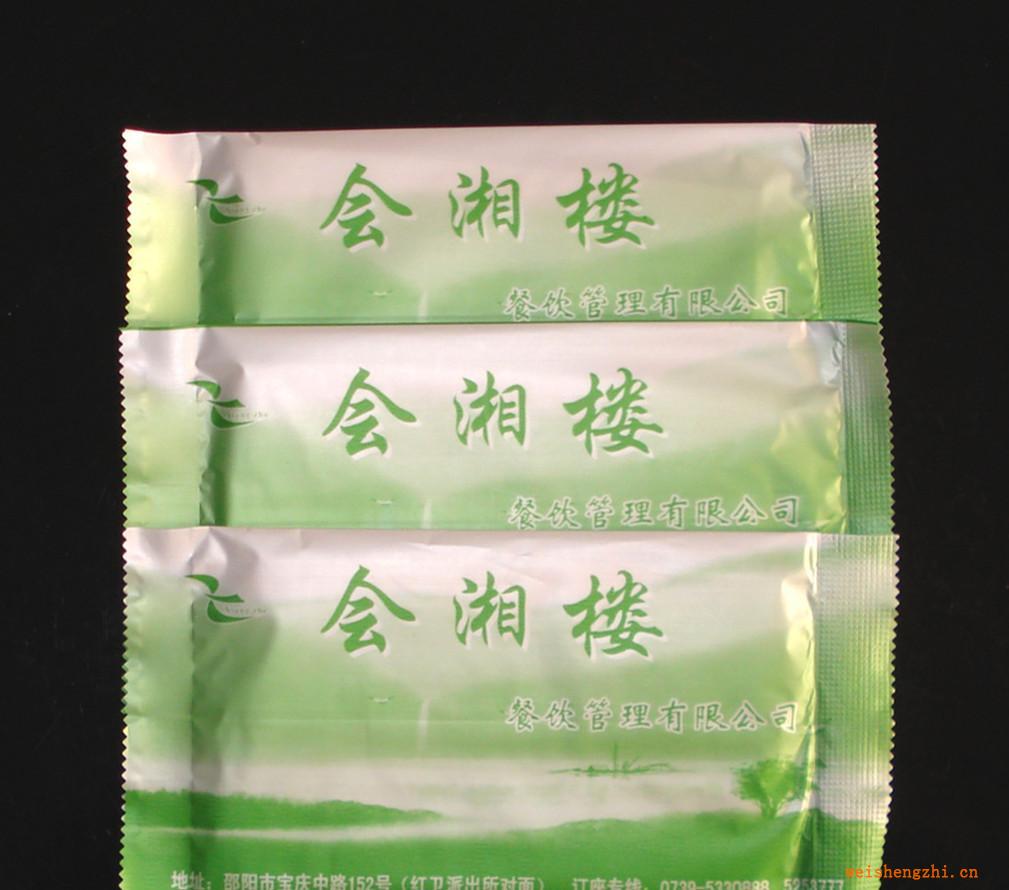 会湘楼
餐饮管理有限公司
会湘楼
餐饮管理有限公司
会湘楼
餐饮管理有限公司
地址：邵阳市宝庆中路152号（红卫派出所对面） 订座专线：0739-5330888 5253777
weishengzhi.cn